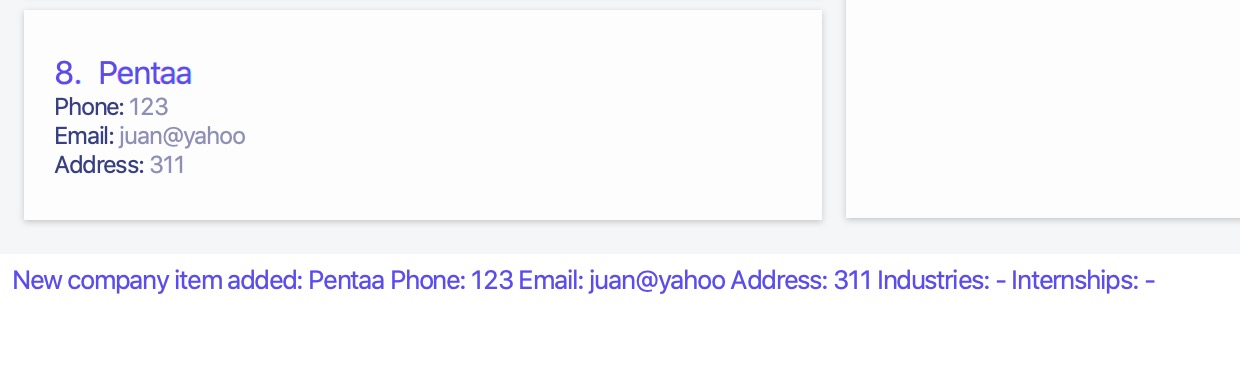 8. Pentaa
Phone: 123
Email: juan@yahoo
Address: 311
New company item added: Pentaa Phone: 123 Email: juan@yahoo Address: 311 Industries: - Internships: -